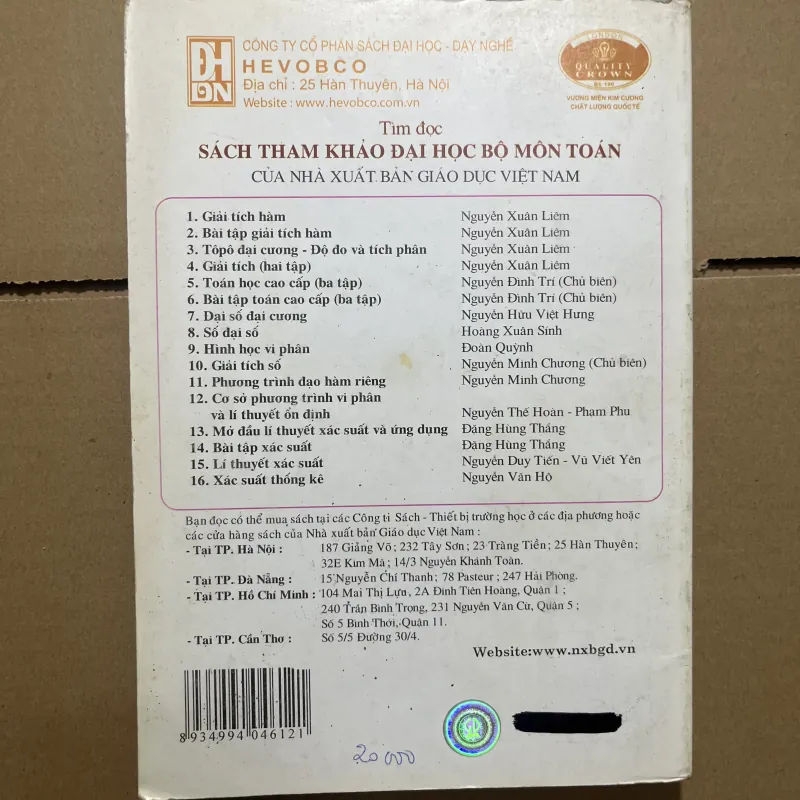 ĐH
DN
CÔNG TY CỔ PHẦN SÁCH ĐẠI HỌC - DẠY NGHỀ
HEVOBCO
Địa chỉ : 25 Hàn Thuyên, Hà Nội
Website : www.hevobco.com.vn
LONDON
QUALITY
CROWN
VƯƠNG MIỆN KIM CƯƠNG
CHẤT LƯỢNG QUỐC TẾ
Tìm đọc
SÁCH THAM KHẢO ĐẠI HỌC BỘ MÔN TOÁN
CỦA NHÀ XUẤT BẢN GIÁO DỤC VIỆT NAM
1. Giải tích hàm Nguyễn Xuân Liêm
2. Bài tập giải tích hàm Nguyễn Xuân Liêm
3. Tôpô đại cương - Độ đo và tích phân Nguyễn Xuân Liêm
4. Giải tích (hai tập) Nguyễn Xuân Liêm
5. Toán học cao cấp (ba tập) Nguyễn Đình Trí (Chủ biên)
6. Bài tập toán cao cấp (ba tập) Nguyễn Đình Trí (Chủ biên)
7. Đại số đại cương Nguyễn Hữu Việt Hưng
8. Số đại số Hoàng Xuân Sính
9. Hình học vi phân Đoàn Quỳnh
10. Giải tích số Nguyễn Minh Chương (Chủ biên)
11. Phương trình đạo hàm riêng Nguyễn Minh Chương
12. Cơ sở phương trình vi phân
và lí thuyết ổn định Nguyễn Thế Hoàn - Phạm Phu
13. Mở đầu lí thuyết xác suất và ứng dụng Đặng Hùng Thắng
14. Bài tập xác suất Đặng Hùng Thắng
15. Lí thuyết xác suất Nguyễn Duy Tiến - Vũ Viết Yên
16. Xác suất thống kê Nguyễn Văn Hộ
Bạn đọc có thể mua sách tại các Công ti Sách - Thiết bị trường học ở các địa phương hoặc
các cửa hàng sách của Nhà xuất bản Giáo dục Việt Nam :
- Tại TP. Hà Nội : 187 Giảng Võ ; 232 Tây Sơn ; 23 Tràng Tiền ; 25 Hàn Thuyên ;
32E Kim Mã ; 14/3 Nguyễn Khánh Toàn.
- Tại TP. Đà Nẵng : 15 Nguyễn Chí Thanh ; 78 Pasteur ; 247 Hải Phòng.
- Tại TP. Hồ Chí Minh : 104 Mai Thị Lựu, 2A Đinh Tiên Hoàng, Quận 1 ;
240 Trần Bình Trọng, 231 Nguyễn Văn Cừ, Quận 5 ;
Số 5 Bình Thới, Quận 11.
- Tại TP. Cần Thơ : Số 5/5 Đường 30/4.
Website:www.nxbgd.vn
8 934994 046121
20 000